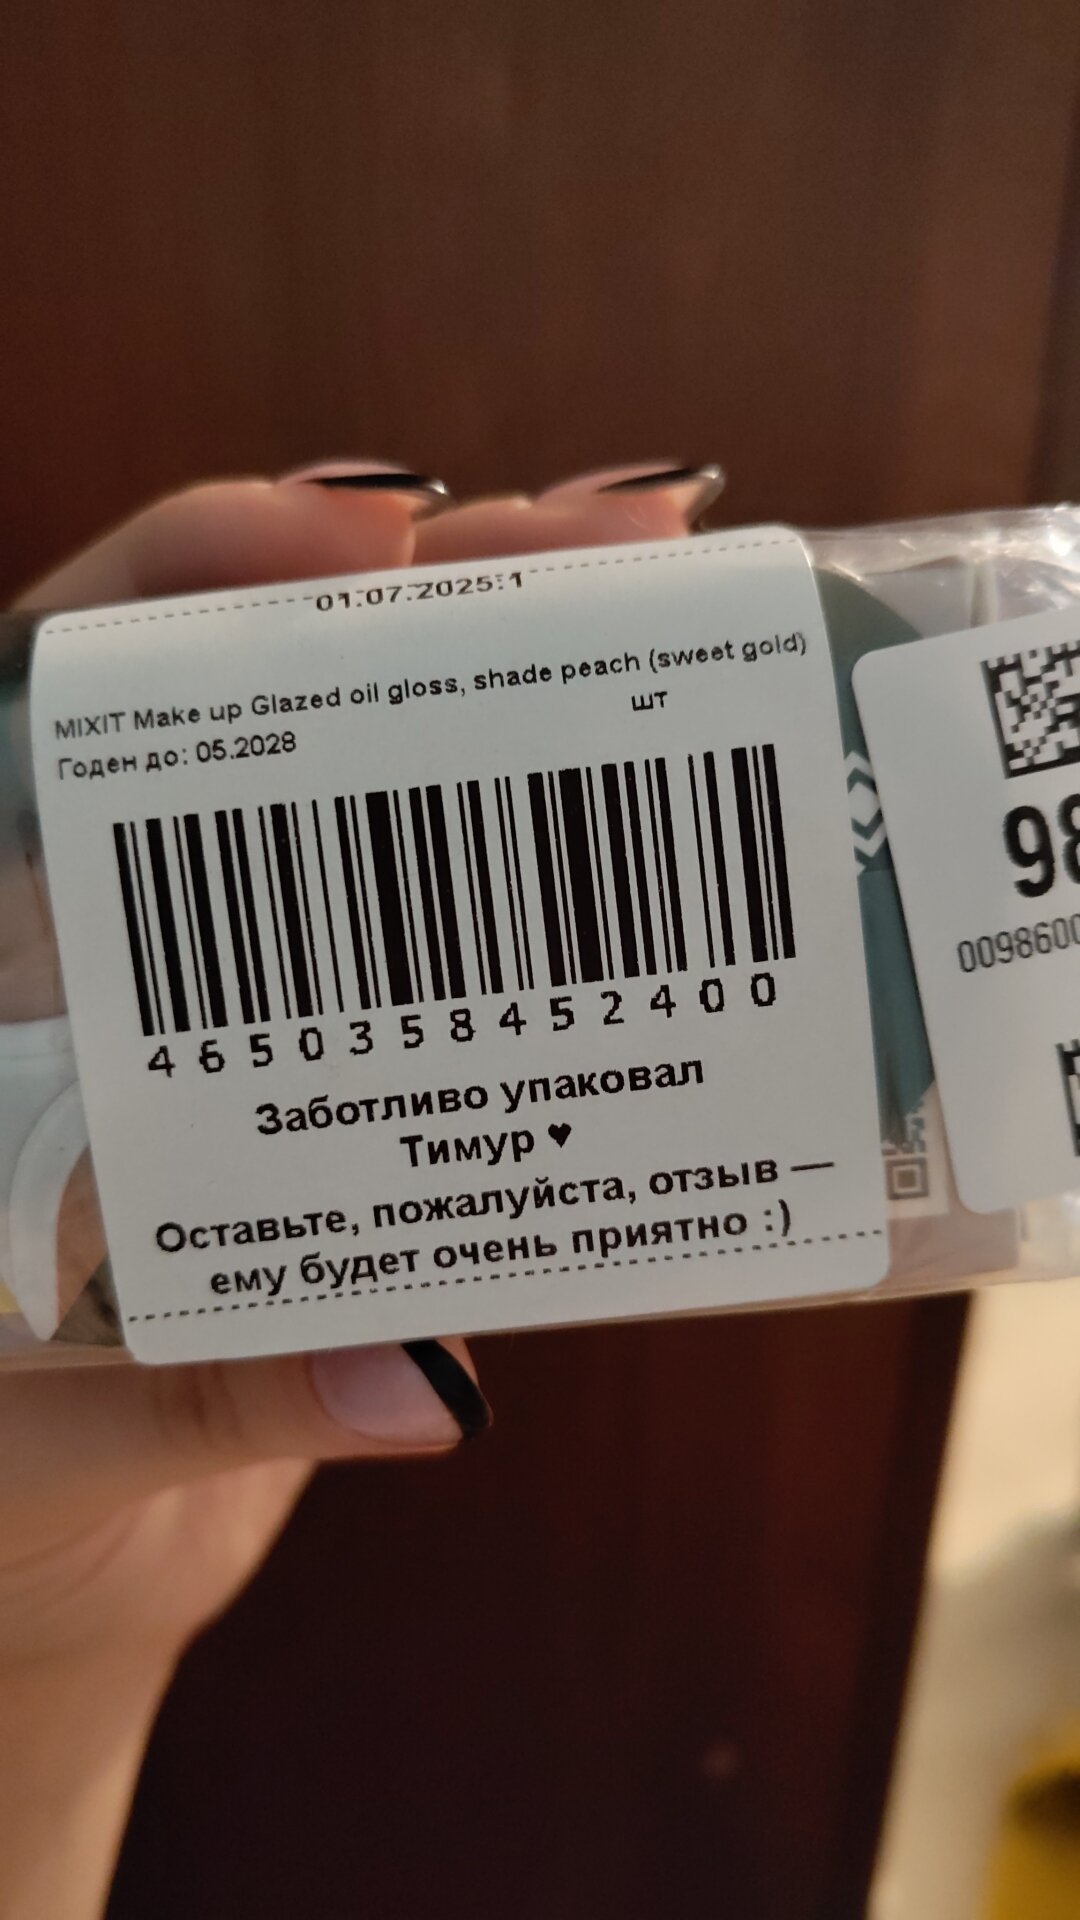 01.07.2025:1
MIXIT Make up Glazed oil gloss, shade peach (sweet gold)
шт
Годен до: 05.2028
4650358452400
Заботливо упаковал
Тимур ♥
Оставьте, пожалуйста, отзыв —
ему будет очень приятно :)
98
0098600